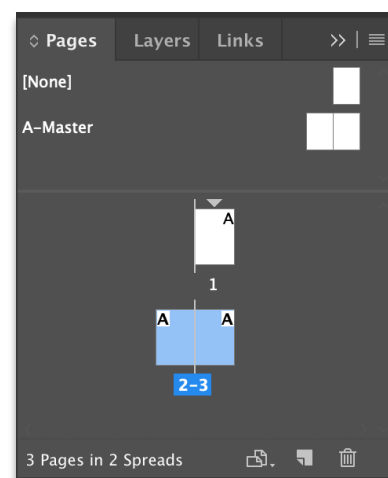 Pages Layers Links
[None]
A-Master
A
1
A A
2-3
3 Pages in 2 Spreads